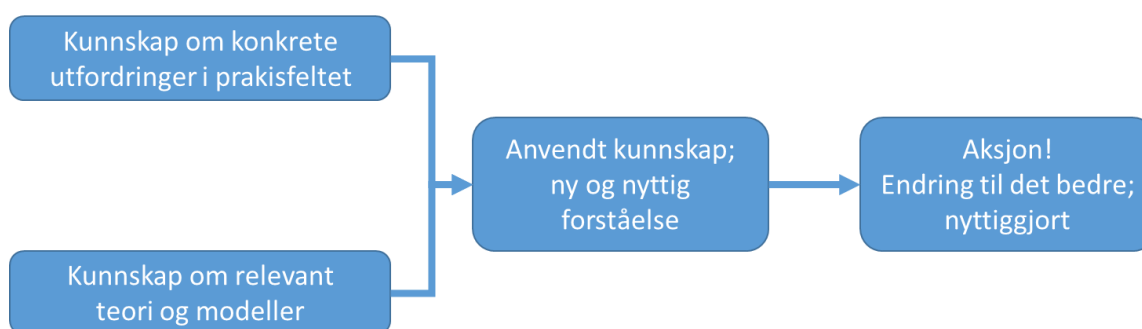 Kunnskap om konkrete
utfordringer i prakisfeltet
Kunnskap om relevant
teori og modeller
Anvendt kunnskap;
ny og nyttig
forståelse
Aksjon!
Endring til det bedre;
nyttiggjort